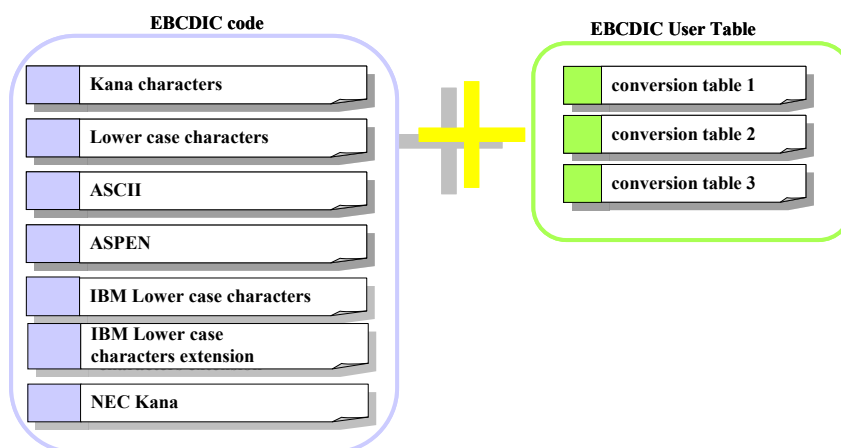 EBCDIC code
Kana characters
Lower case characters
ASCII
ASPEN
IBM Lower case characters
IBM Lower case
characters extension
NEC Kana
EBCDIC User Table
conversion table 1
conversion table 2
conversion table 3